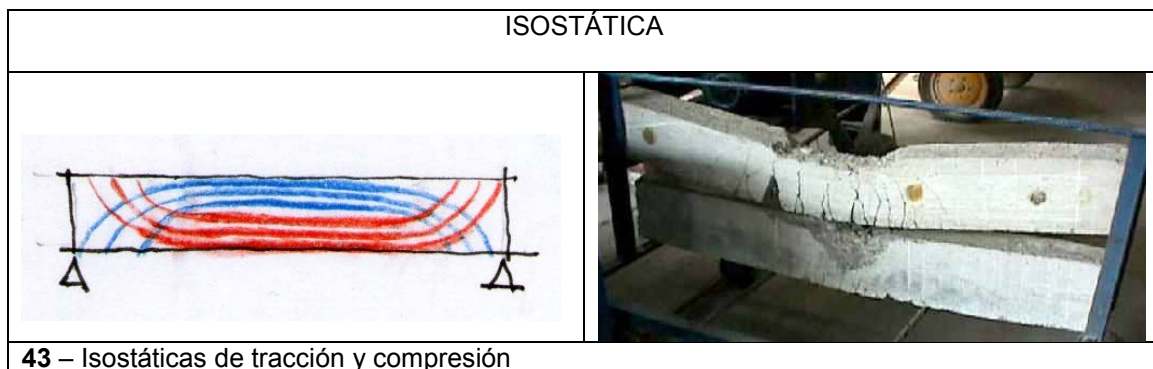 ISOSTÁTICA
43 – Isostáticas de tracción y compresión